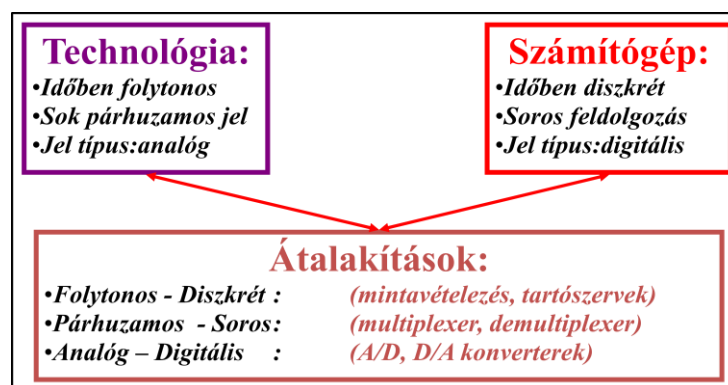 Technológia:
•Időben folytonos
•Sok párhuzamos jel
•Jel típus:analóg
Számítógép:
•Időben diszkrét
•Soros feldolgozás
•Jel típus:digitális
Átalakítások:
•Folytonos - Diszkrét : (mintavételezés, tartószervek)
•Párhuzamos - Soros: (multiplexer, demultiplexer)
•Analóg – Digitális : (A/D, D/A konverterek)